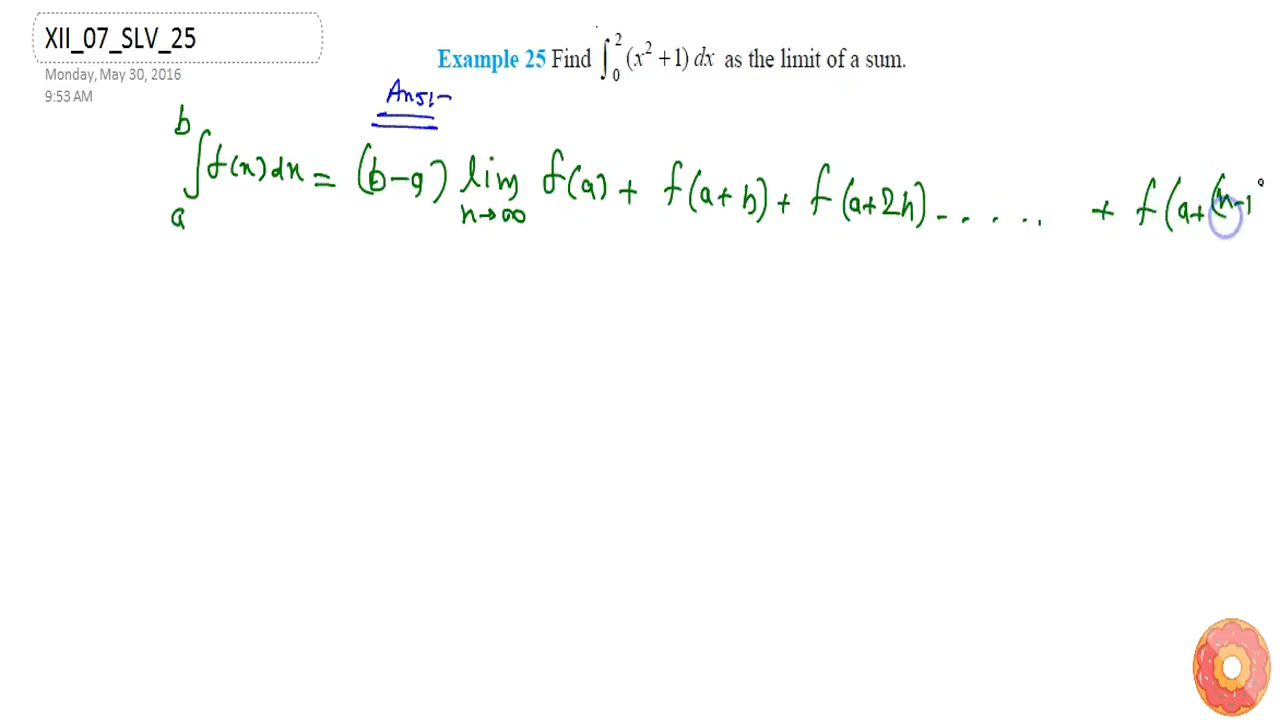 XII_07_SLV_25
Monday, May 30, 2016
9:53 AM
Example 25 Find ∫₀² (x² + 1) dx as the limit of a sum.
Ans:-
∫ₐᵇ f(x) dx = (b-a) lim n→∞ f(a) + f(a+h) + f(a+2h) - . . . . . + f(a+(n-1